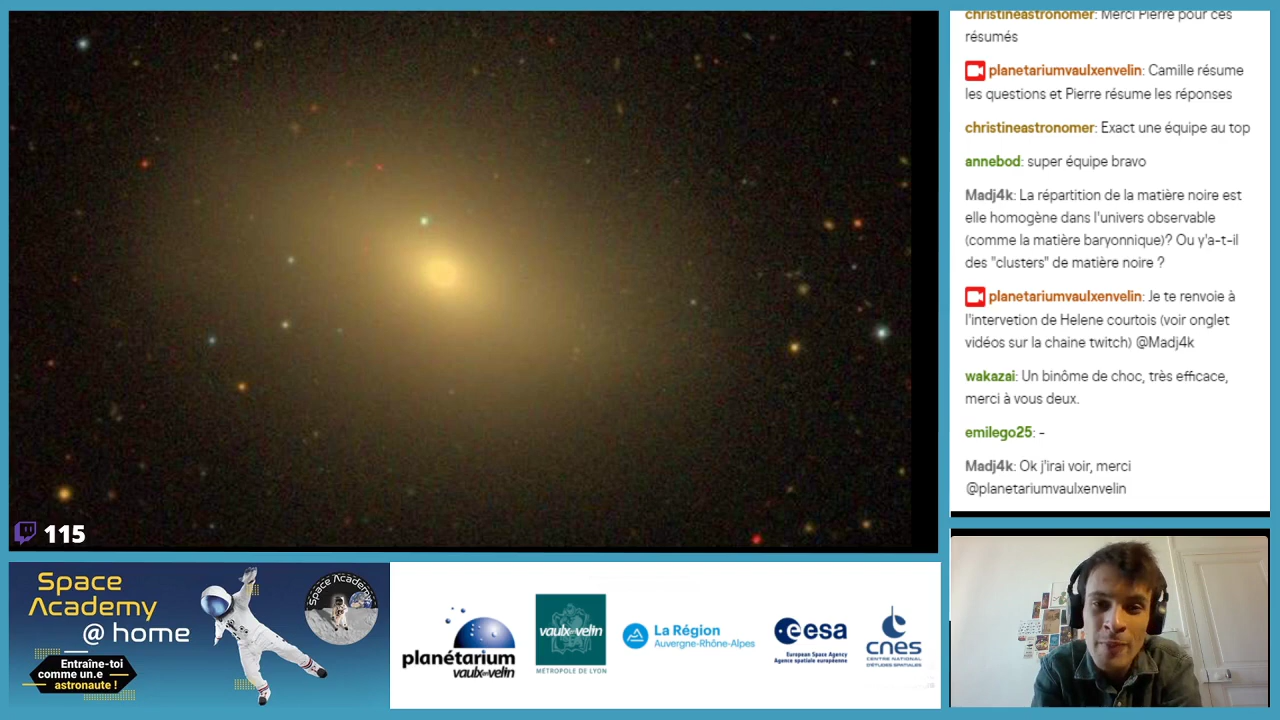 christineastronomer: Merci Pierre pour ces
résumés
planetariumvaulxenvelin: Camille résume
les questions et Pierre résume les réponses
christineastronomer: Exact une équipe au top
annebod: super équipe bravo
Madj4k: La répartition de la matière noire est
elle homogène dans l'univers observable
(comme la matière baryonnique)? Ou y'a-t-il
des "clusters" de matière noire ?
planetariumvaulxenvelin: Je te renvoie à
l'intervetion de Helene courtois (voir onglet
vidéos sur la chaine twitch) @Madj4k
wakazai: Un binôme de choc, très efficace,
merci à vous deux.
emilego25: -
Madj4k: Ok j'irai voir, merci
@planetariumvaulxenvelin
115
Space
Academy
@ home
Entraîne-toi
comme un.e
astronaute !
Space Academy
planétarium
vaulx en velin
vaulx en velin
MÉTROPOLE DE LYON
La Région
Auvergne-Rhône-Alpes
esa
European Space Agency
Agence spatiale européenne
cnes
CENTRE NATIONAL
D'ÉTUDES SPATIALES